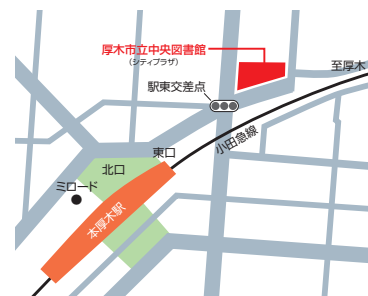 厚木市立中央図書館
(シティプラザ)
至厚木
駅東交差点
小田急線
東口
北口
ミロード
本厚木駅